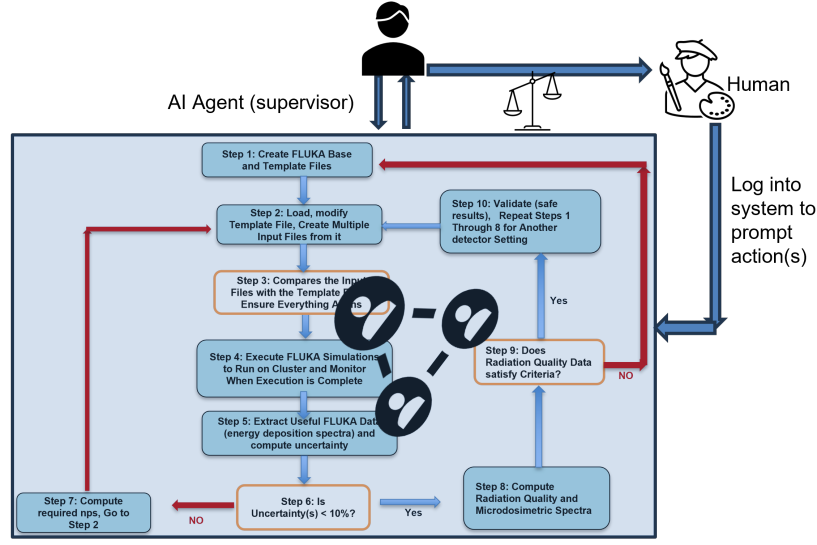 AI Agent (supervisor)
Human
Log into
system to
prompt
action(s)
Step 1: Create FLUKA Base
and Template Files
Step 2: Load, modify
Template File, Create Multiple
Input Files from it
Step 3: Compares the Input
Files with the Template
Ensure Everything
Step 4: Execute FLUKA Simulations
to Run on Cluster and Monitor
When Execution is Complete
Step 5: Extract Useful FLUKA Data
(energy deposition spectra) and
compute uncertainty
Step 6: Is
Uncertainty(s) < 10%?
NO
Yes
Step 7: Compute
required nps, Go to
Step 2
Step 8: Compute
Radiation Quality and
Microdosimetric Spectra
Step 9: Does
Radiation Quality Data
satisfy Criteria?
NO
Yes
Step 10: Validate (safe
results), Repeat Steps 1
Through 8 for Another
detector Setting